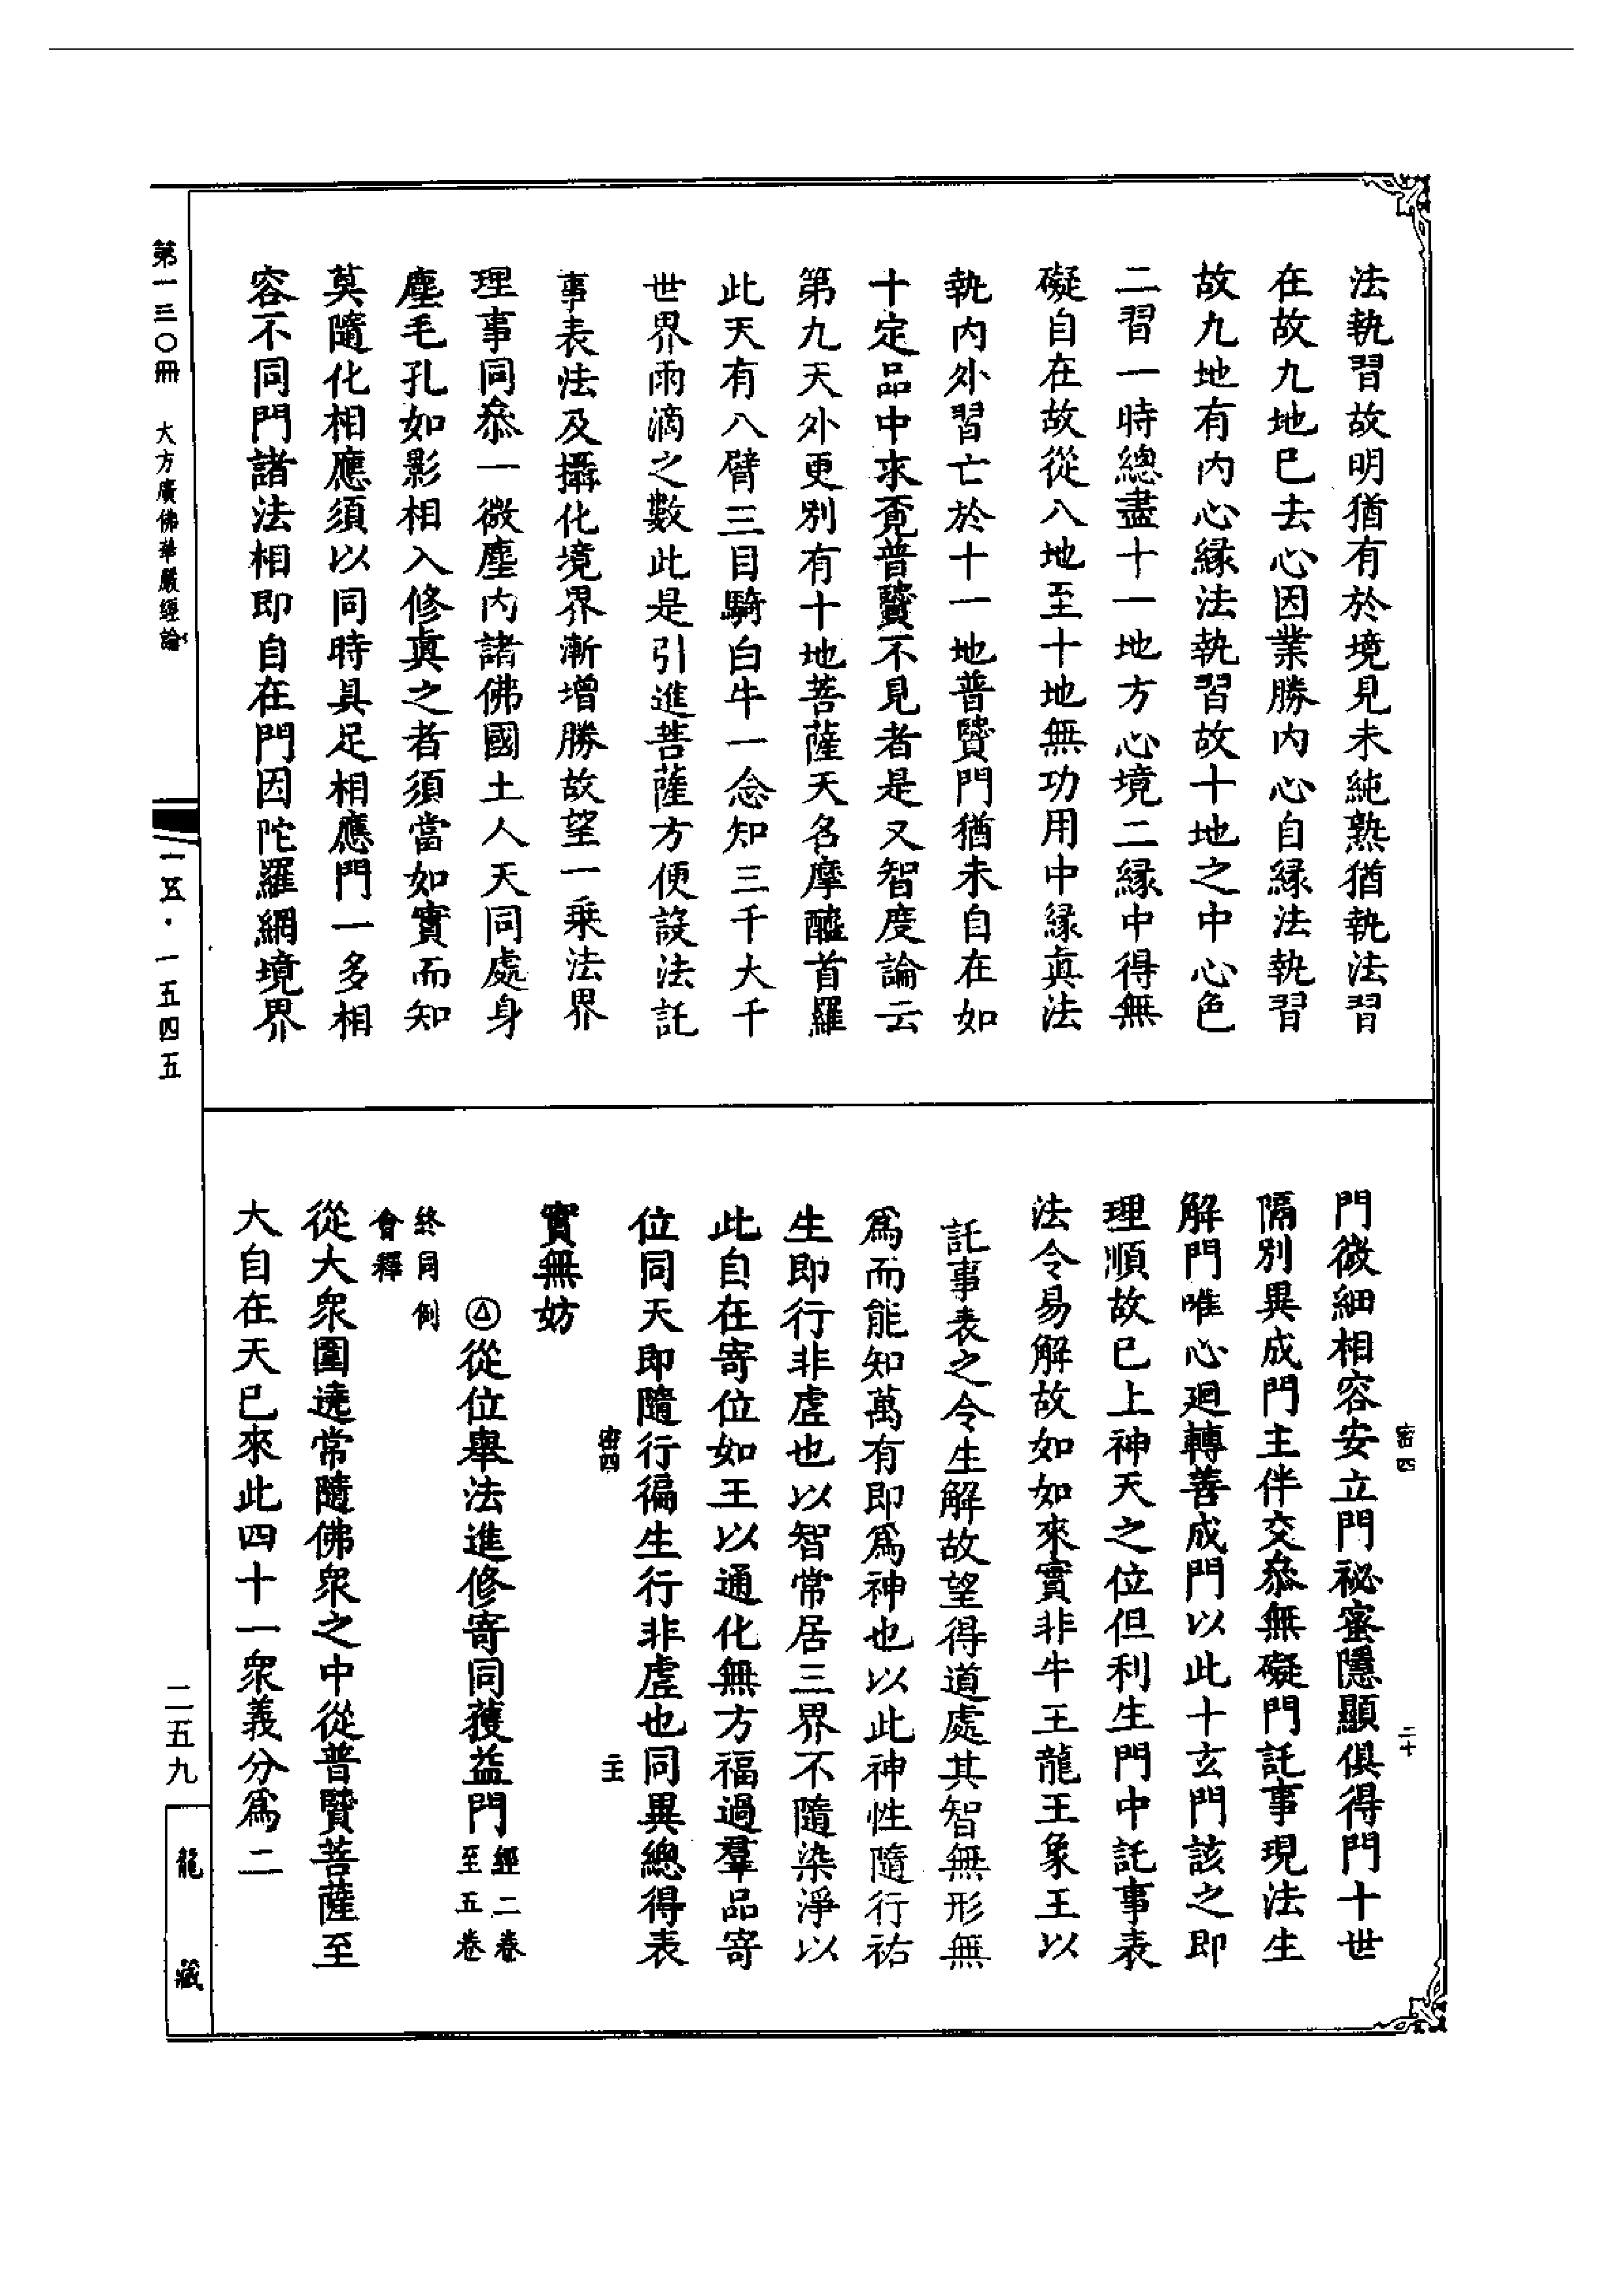 法執習故明猶有於境見未純熟猶執法習
在故九地巳去心因業勝內心自緣法執習
故九地有內心緣法執習故十地之中心色
二習一時總盡十一地方心境二緣中得無
礙自在故從八地至十地無功用中緣真法
執內外習亡於十一地普賢門猶未自在如
十定品中求覓普賢不見者是又智度論云
第九天外更別有十地菩薩天名摩醯首羅
此天有八臂三目騎白牛一念知三千大千
世界雨滴之數此是引進菩薩方便設法託
事表法及攝化境界漸增勝故望一乘法界
理事同叅一微塵內諸佛國土人天同處身
塵毛孔如影相入修真之者須當如實而知
莫隨化相應須以同時具足相應門一多相
容不同門諸法相即自在門因陀羅網境界
門微細相容安立門祕密隱顯俱得門十世
隔別異成門主伴交叅無礙門託事現法生
解門唯心迴轉善成門以此十玄門該之即
理順故巳上神天之位但利生門中託事表
法令易解故如如來實非牛王龍王象王以
託事表之令生解故望得道處其智無形無
爲而能知萬有即爲神也以此神性隨行祐
生即行非虛也以智常居三界不隨染淨以
此自在寄位如王以通化無方福過羣品寄
位同天即隨行徧生行非虛也同異總得表
實無妨
△從位舉法進修寄同獲益門經二卷
至五卷
終同例
會釋
從大衆圍遶常隨佛衆之中從普賢菩薩至
大自在天巳來此四十一衆義分爲二
密四
二十
密四
主
第一三〇冊 大方廣佛華嚴經論
一五·一五四五
二五九
龍藏